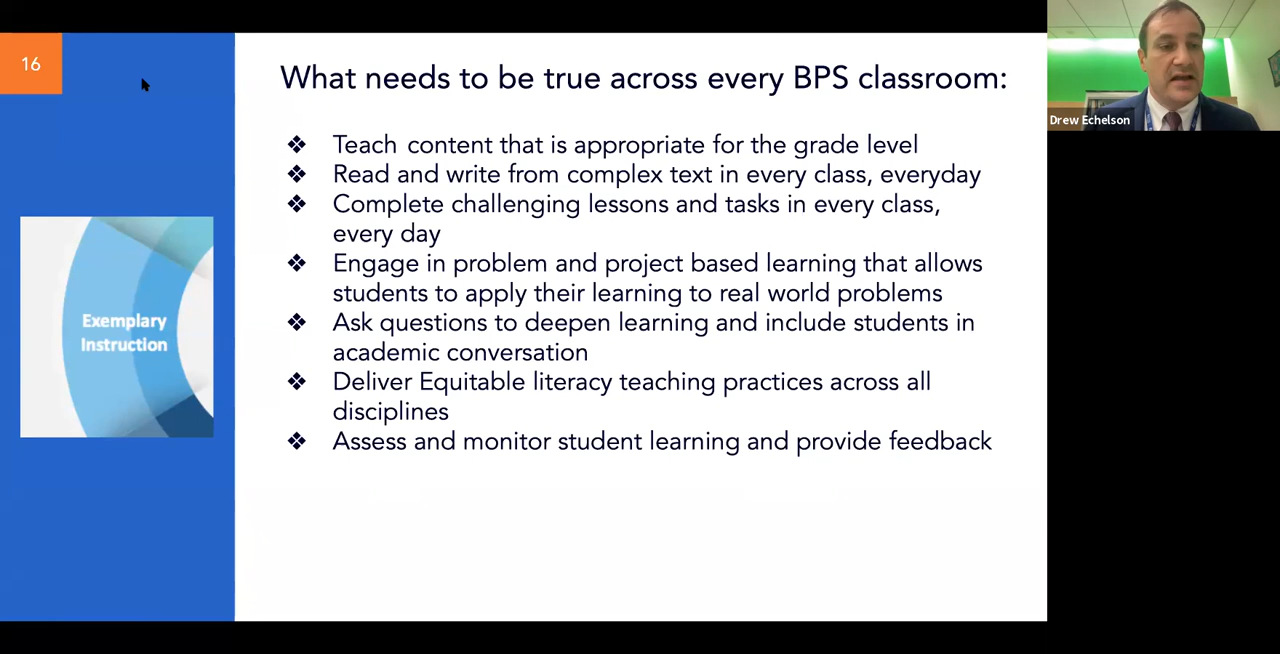 16
What needs to be true across every BPS classroom:
❖ Teach content that is appropriate for the grade level
❖ Read and write from complex text in every class, everyday
❖ Complete challenging lessons and tasks in every class,
every day
❖ Engage in problem and project based learning that allows
students to apply their learning to real world problems
❖ Ask questions to deepen learning and include students in
academic conversation
❖ Deliver Equitable literacy teaching practices across all
disciplines
❖ Assess and monitor student learning and provide feedback
Exemplary
Instruction
Drew Echelson